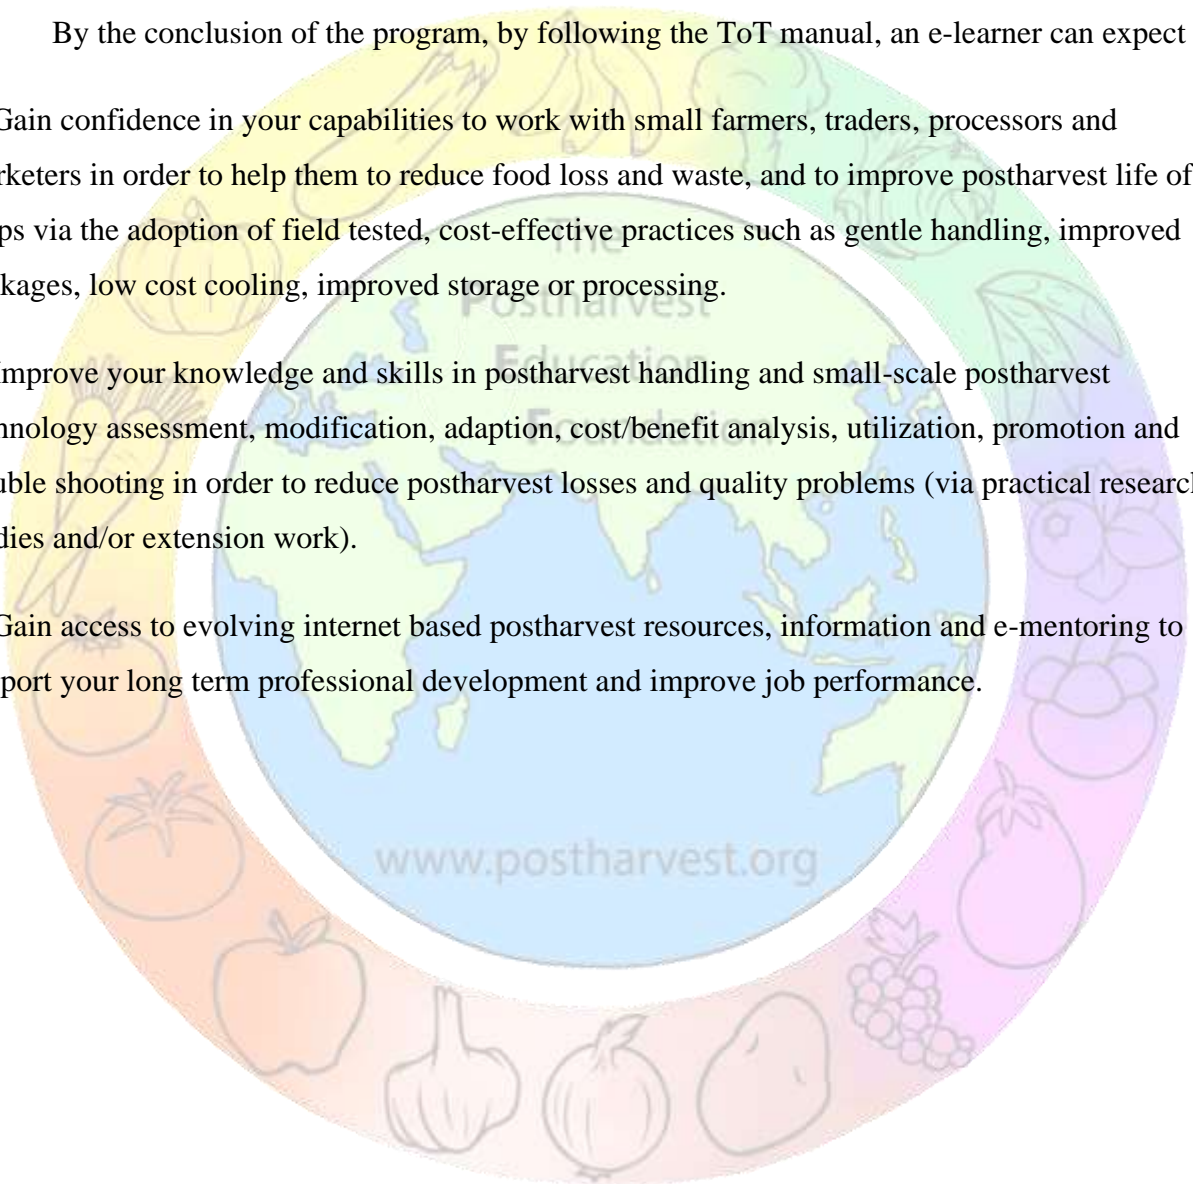 By the conclusion of the program, by following the ToT manual, an e-learner can expect
Gain confidence in your capabilities to work with small farmers, traders, processors and
rketers in order to help them to reduce food loss and waste, and to improve postharvest life of
ps via the adoption of field tested, cost-effective practices such as gentle handling, improved
kages, low cost cooling, improved storage or processing.
Improve your knowledge and skills in postharvest handling and small-scale postharvest
hnology assessment, modification, adaption, cost/benefit analysis, utilization, promotion and
uble shooting in order to reduce postharvest losses and quality problems (via practical research
dies and/or extension work).
Gain access to evolving internet based postharvest resources, information and e-mentoring to
port your long term professional development and improve job performance.
The
Postharvest
Education
Foundation
www.postharvest.org